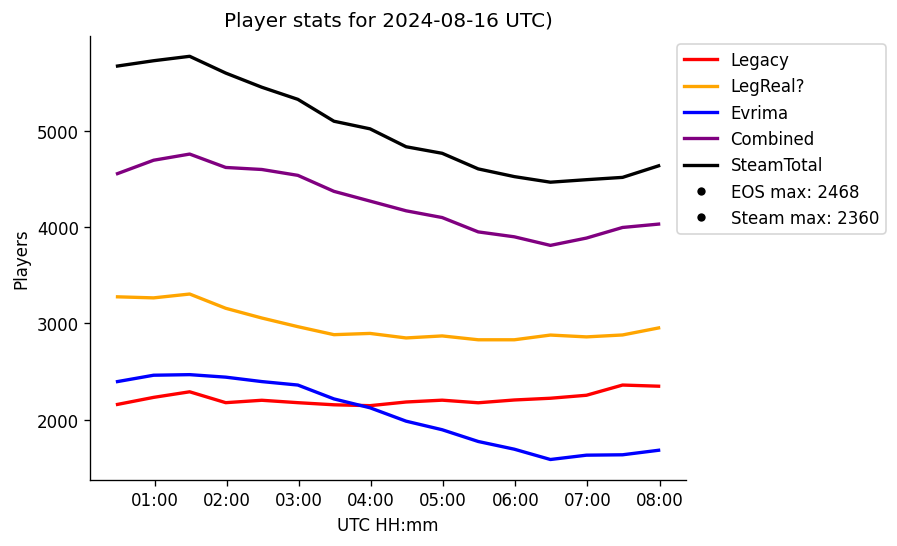 Player stats for 2024-08-16 UTC)
Legacy
LegReal?
Evrima
Combined
SteamTotal
EOS max: 2468
Steam max: 2360
Players
5000
4000
3000
2000
01:00 02:00 03:00 04:00 05:00 06:00 07:00 08:00
UTC HH:mm